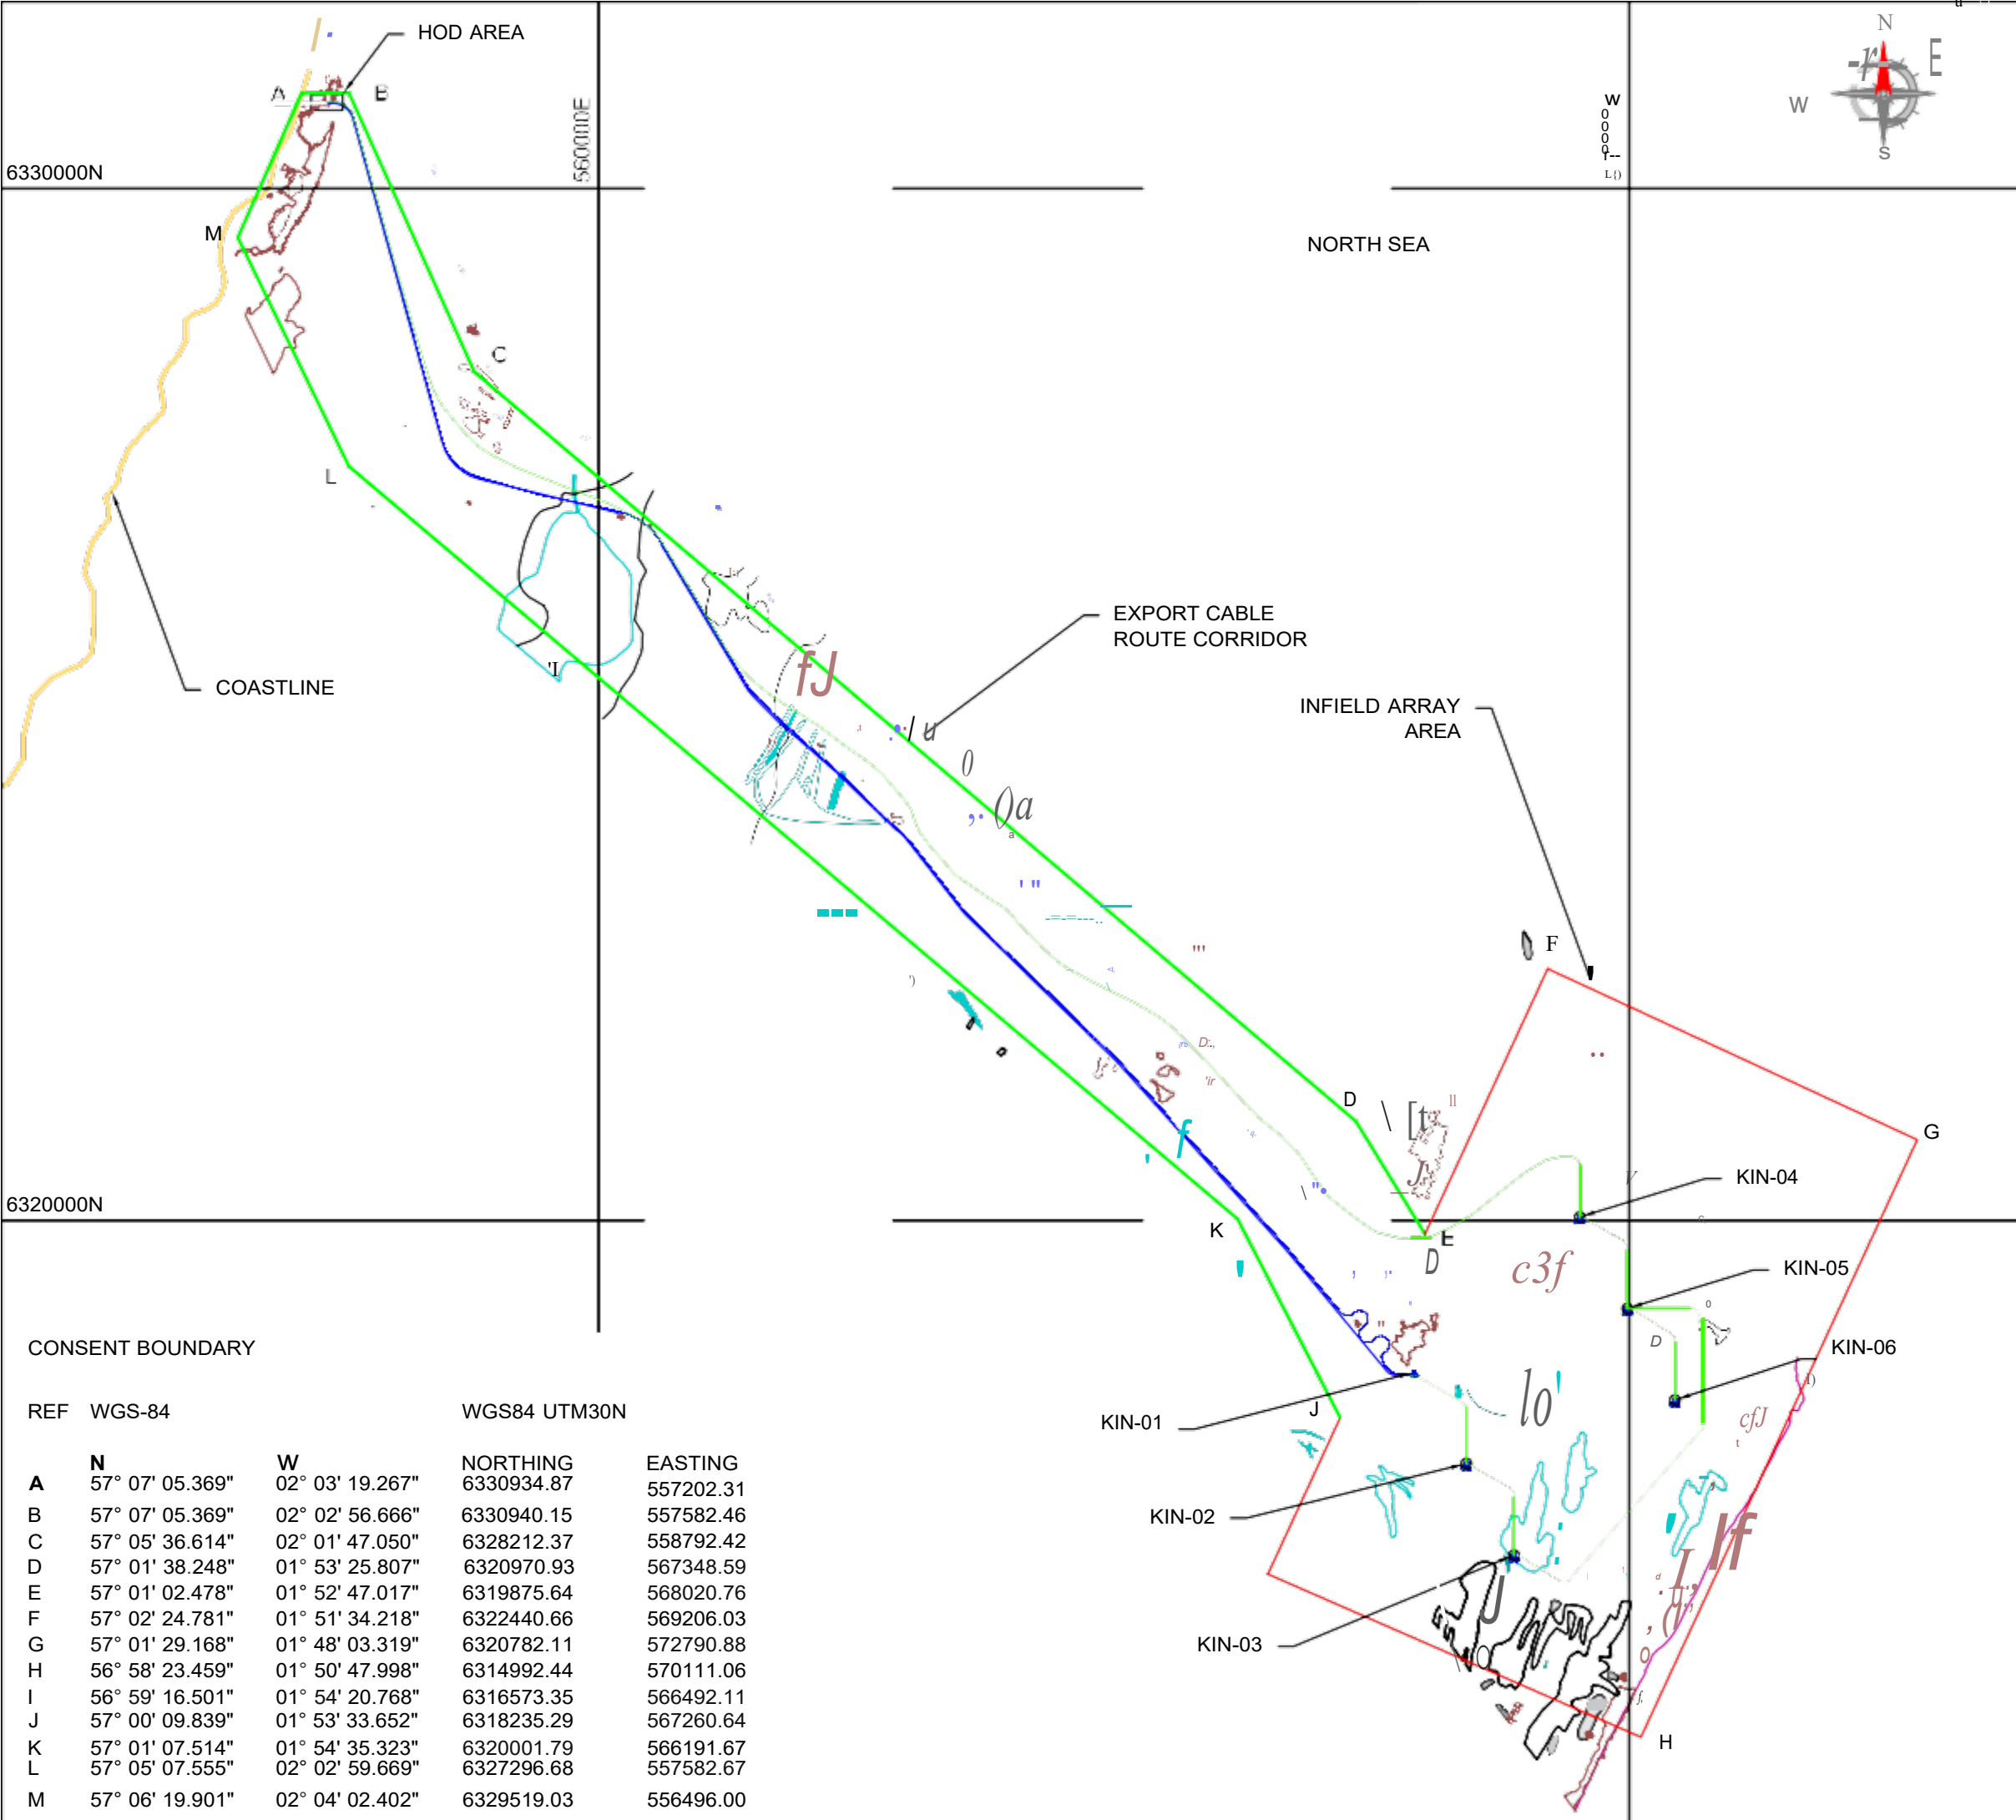 HOD AREA
A
B
560000E
N
E
W
S
6330000N
M
NORTH SEA
C
L
COASTLINE
EXPORT CABLE
ROUTE CORRIDOR
INFIELD ARRAY
AREA
F
D
G
KIN-04
6320000N
K
E
KIN-05
KIN-06
J
KIN-01
KIN-02
KIN-03
H
CONSENT BOUNDARY
REF WGS-84 WGS84 UTM30N
N W NORTHING EASTING
A 57° 07' 05.369" 02° 03' 19.267" 6330934.87 557202.31
B 57° 07' 05.369" 02° 02' 56.666" 6330940.15 557582.46
C 57° 05' 36.614" 02° 01' 47.050" 6328212.37 558792.42
D 57° 01' 38.248" 01° 53' 25.807" 6320970.93 567348.59
E 57° 01' 02.478" 01° 52' 47.017" 6319875.64 568020.76
F 57° 02' 24.781" 01° 51' 34.218" 6322440.66 569206.03
G 57° 01' 29.168" 01° 48' 03.319" 6320782.11 572790.88
H 56° 58' 23.459" 01° 50' 47.998" 6314992.44 570111.06
I 56° 59' 16.501" 01° 54' 20.768" 6316573.35 566492.11
J 57° 00' 09.839" 01° 53' 33.652" 6318235.29 567260.64
K 57° 01' 07.514" 01° 54' 35.323" 6320001.79 566191.67
L 57° 05' 07.555" 02° 02' 59.669" 6327296.68 557582.67
M 57° 06' 19.901" 02° 04' 02.402" 6329519.03 556496.00